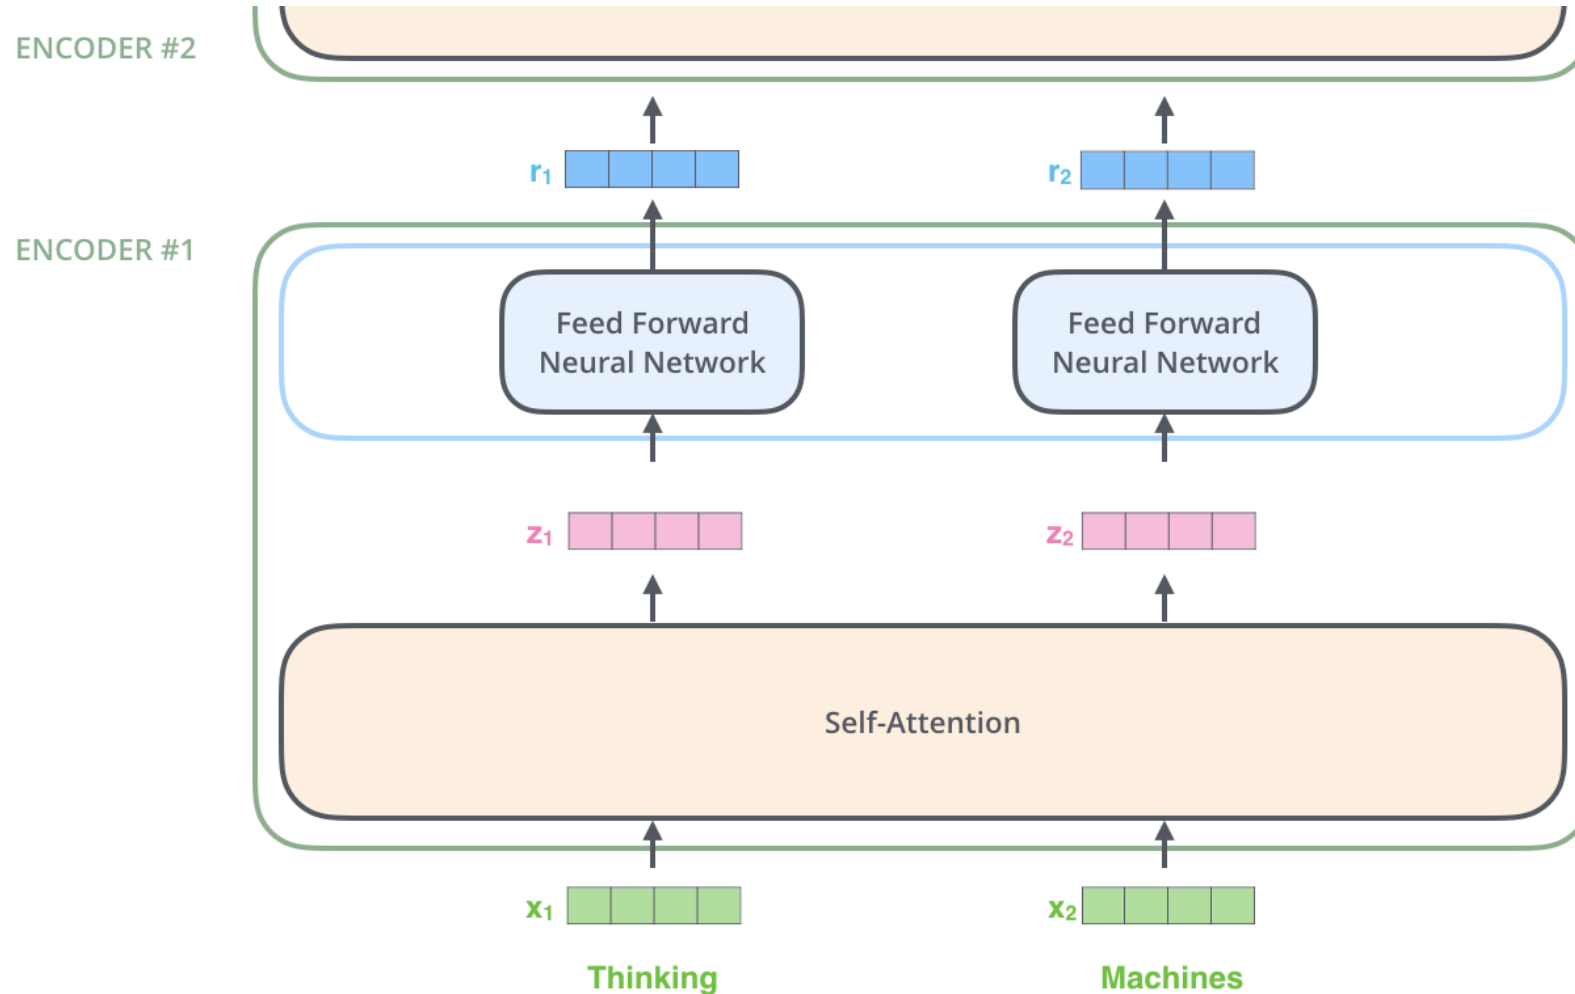 ENCODER #2
r₁
r₂
ENCODER #1
Feed Forward
Neural Network
Feed Forward
Neural Network
z₁
z₂
Self-Attention
x₁
x₂
Thinking
Machines